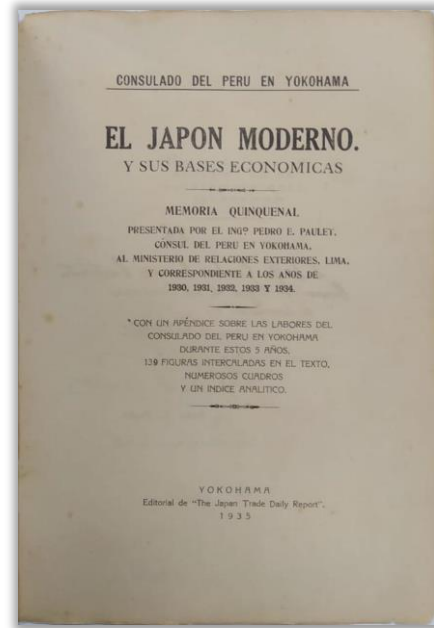 CONSULADO DEL PERU EN YOKOHAMA
EL JAPON MODERNO.
Y SUS BASES ECONOMICAS
MEMORIA QUINQUENAL
PRESENTADA POR EL INGº PEDRO E. PAULET,
CÓNSUL DEL PERU EN YOKOHAMA,
AL MINISTERIO DE RELACIONES EXTERIORES, LIMA,
Y CORRESPONDIENTE A LOS AÑOS DE
1930, 1931, 1932, 1933 Y 1934.
CON UN APÉNDICE SOBRE LAS LABORES DEL
CONSULADO DEL PERU EN YOKOHAMA
DURANTE ESTOS 5 AÑOS,
139 FIGURAS INTERCALADAS EN EL TEXTO,
NUMEROSOS CUADROS
Y UN INDICE ANALITICO.
YOKOHAMA
Editorial de "The Japan Trade Daily Report".
1935